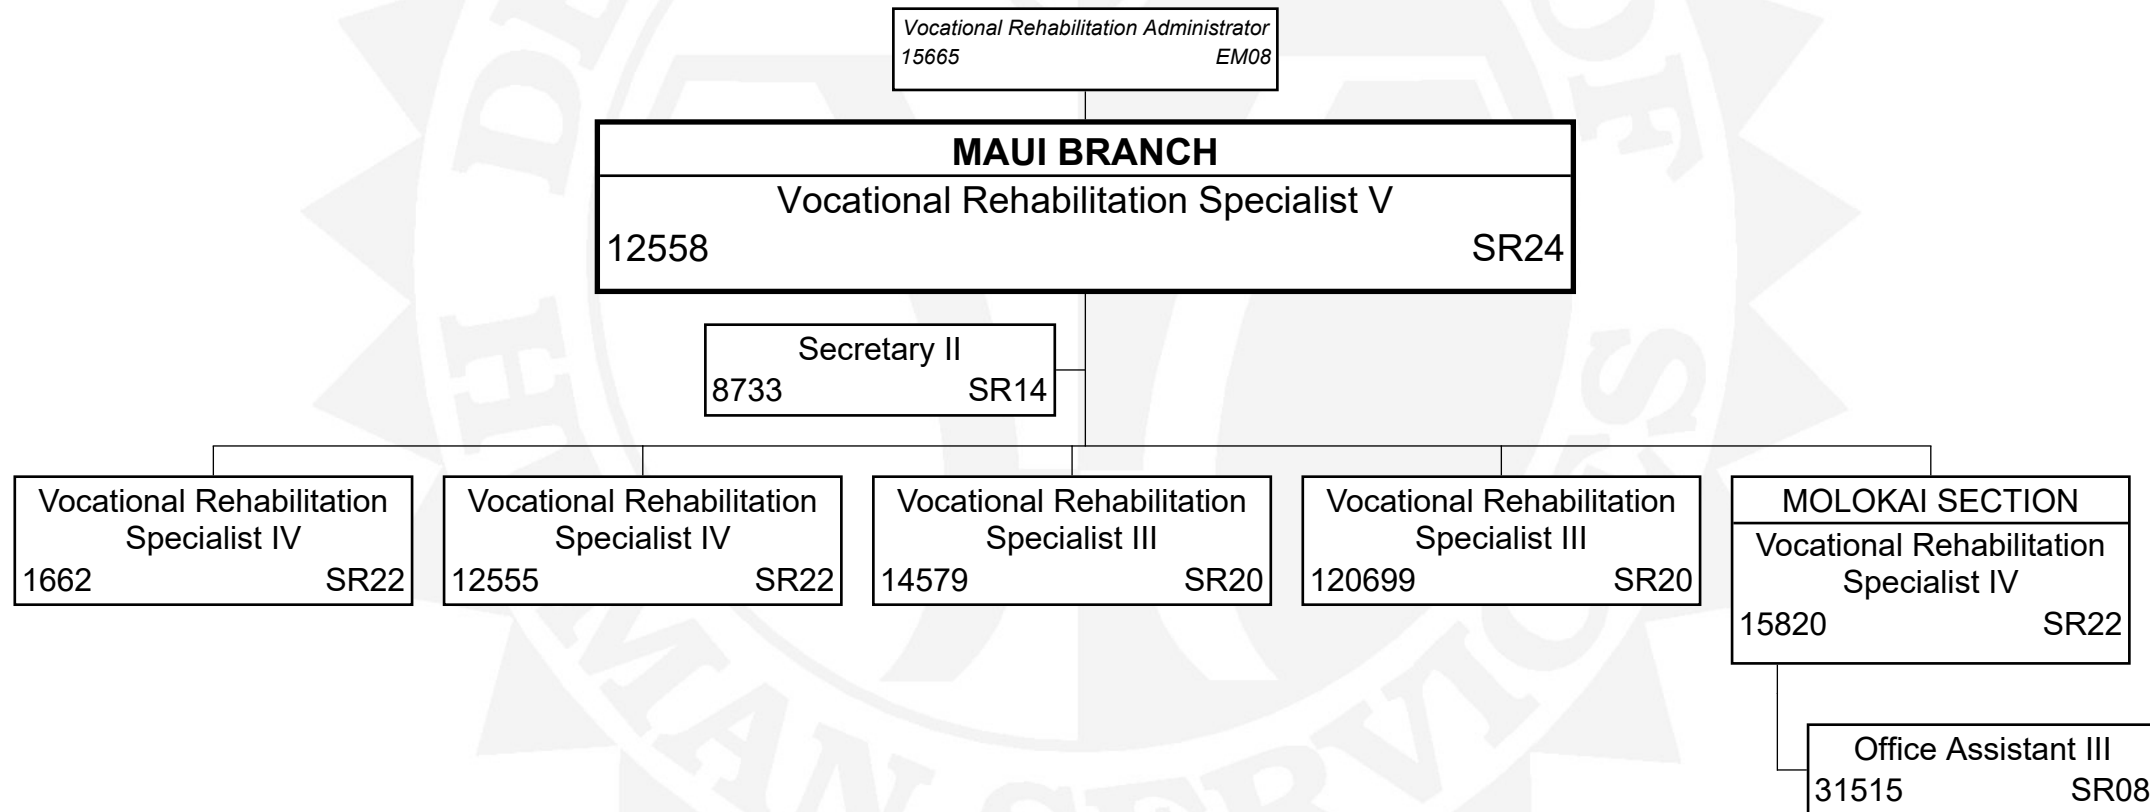 Vocational Rehabilitation Administrator
15665 EM08
MAUI BRANCH
Vocational Rehabilitation Specialist V
12558 SR24
Secretary II
8733 SR14
Vocational Rehabilitation
Specialist IV
1662 SR22
Vocational Rehabilitation
Specialist IV
12555 SR22
Vocational Rehabilitation
Specialist III
14579 SR20
Vocational Rehabilitation
Specialist III
120699 SR20
MOLOKAI SECTION
Vocational Rehabilitation
Specialist IV
15820 SR22
Office Assistant III
31515 SR08
OF
SERVICES